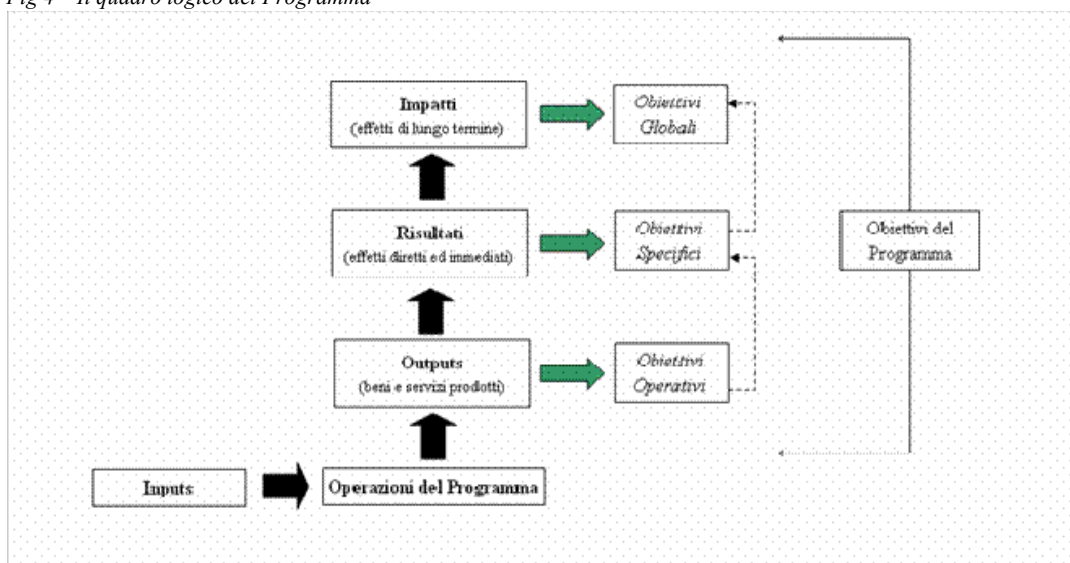 Fig 4 – Il quadro logico del Programma
Impatti
(effetti di lungo termine)
Obiettivi
Globali
Risultati
(effetti diretti ed immediati)
Obiettivi
Specifici
Obiettivi del
Programma
Outputs
(beni e servizi prodotti)
Obiettivi
Operativi
Inputs
Operazioni del Programma